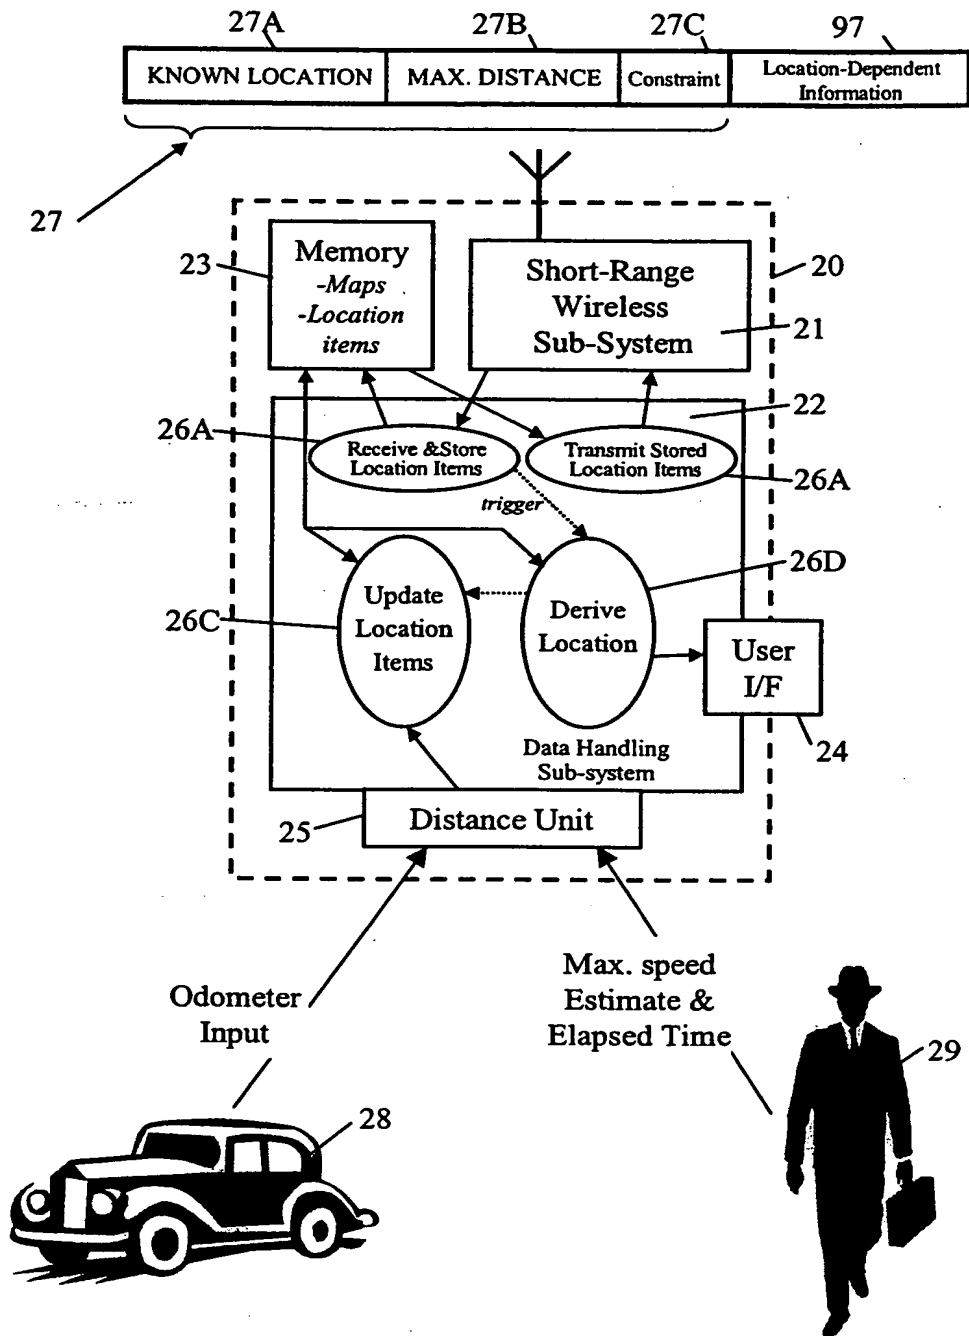 27A 27B 27C 97
KNOWN LOCATION MAX. DISTANCE Constraint Location-Dependent
Information
27
23
Memory
-Maps
-Location
items
Short-Range
Wireless
Sub-System
20
21
22
26A
Receive &Store
Location Items
Transmit Stored
Location Items
26A
trigger
26D
26C
Update
Location
Items
Derive
Location
User
I/F
24
Data Handling
Sub-system
25
Distance Unit
Odometer
Input
Max. speed
Estimate &
Elapsed Time
28
29